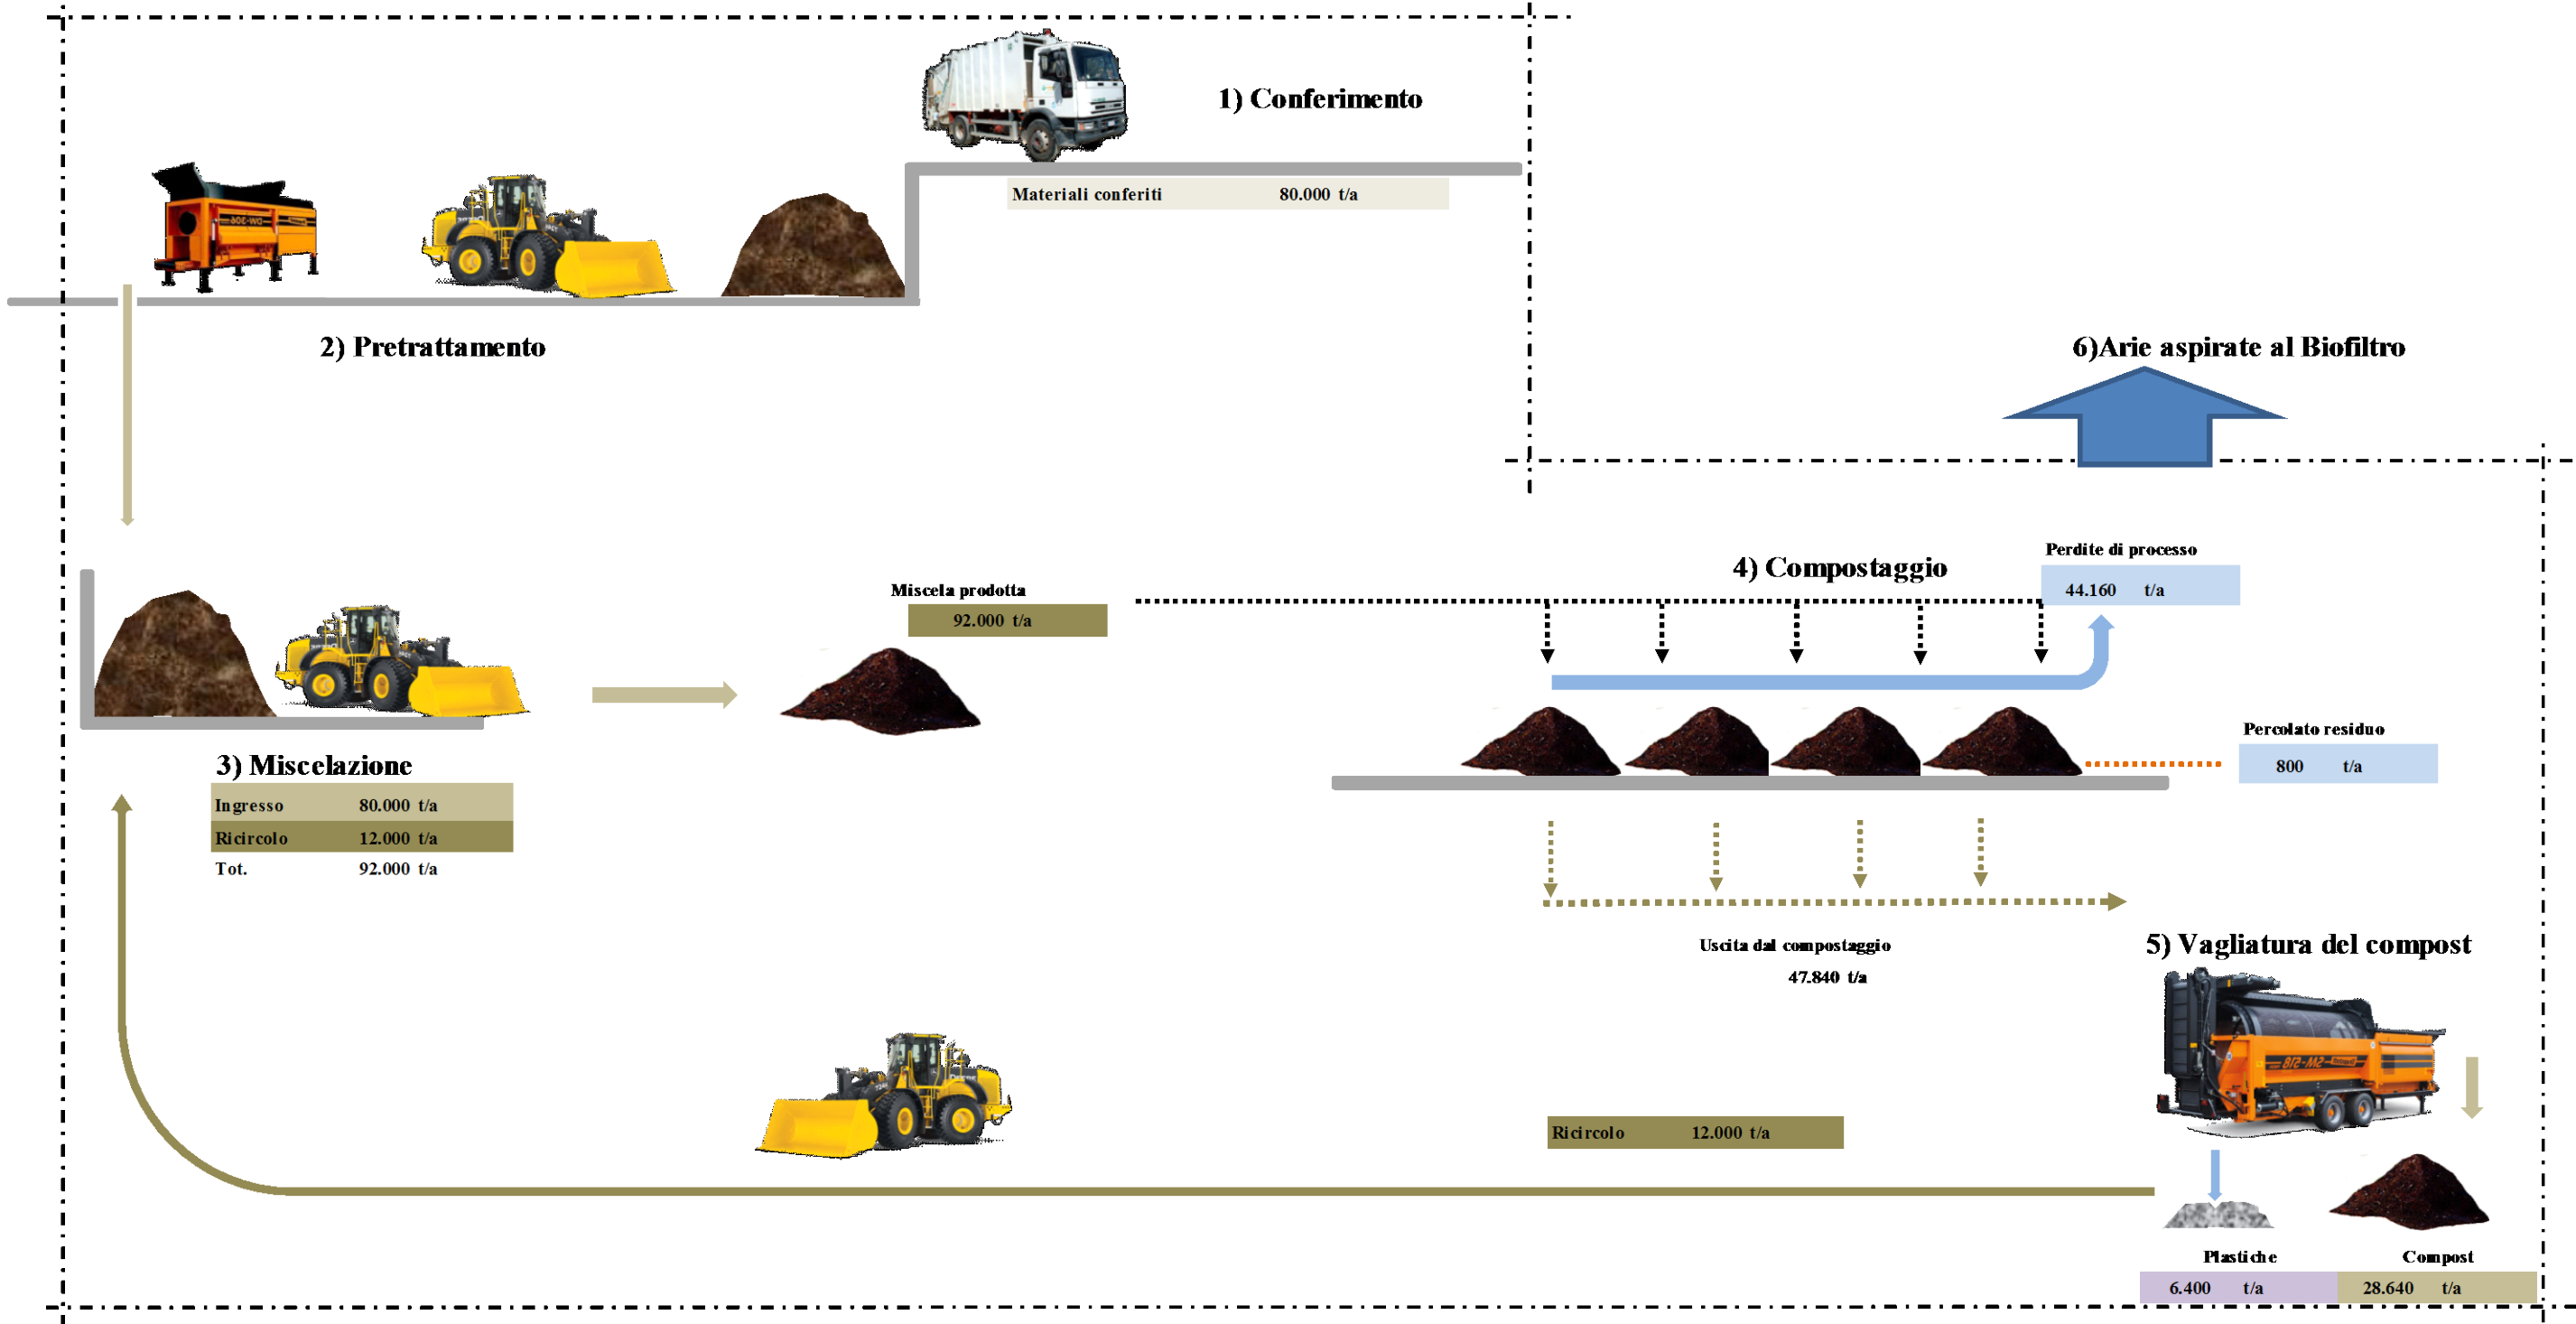 1) Conferimento
Materiali conferiti 80.000 t/a
2) Pretrattamento
6)Arie aspirate al Biofiltro
Perdite di processo
44.160 t/a
4) Compostaggio
Miscela prodotta
92.000 t/a
Percolato residuo
800 t/a
3) Miscelazione
Ingresso 80.000 t/a
Ricircolo 12.000 t/a
Tot. 92.000 t/a
Uscita dal compostaggio
47.840 t/a
5) Vagliatura del compost
Ricircolo 12.000 t/a
Plastiche Compost
6.400 t/a 28.640 t/a